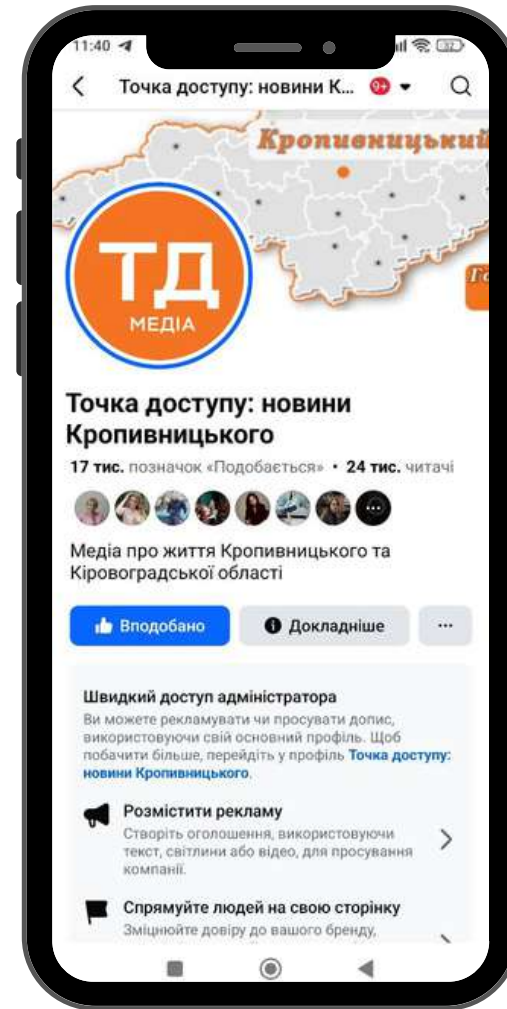 11:40
32
Точка доступу: новини К...
9+
Кропивницький
ТД
МЕДІА
Точка доступу: новини
Кропивницького
17 тис. позначок «Подобається» • 24 тис. читачі
Медіа про життя Кропивницького та
Кіровоградської області
Вподобано
Докладніше
Швидкий доступ адміністратора
Ви можете рекламувати чи просувати допис,
використовуючи свій основний профіль. Щоб
побачити більше, перейдіть у профіль Точка доступу:
новини Кропивницького.
Розмістити рекламу
Створіть оголошення, використовуючи
текст, світлини або відео, для просування
компанії.
Спрямуйте людей на свою сторінку
Зміцнюйте довіру до вашого бренду,